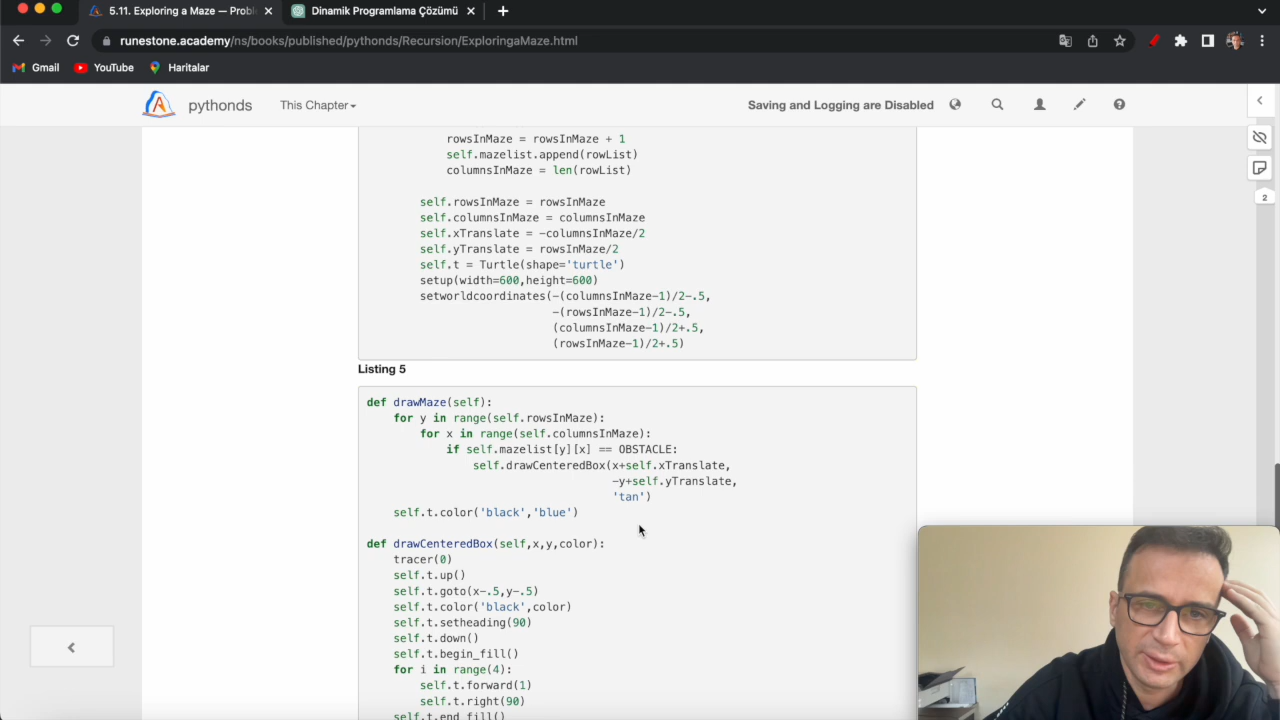 5.11. Exploring a Maze — Probl
Dinamik Programlama Çözümü
runestone.academy/ns/books/published/pythonds/Recursion/ExploringaMaze.html
Gmail
YouTube
Haritalar
pythonds
This Chapter
Saving and Logging are Disabled
2
rowsInMaze = rowsInMaze + 1
self.mazelist.append(rowList)
columnsInMaze = len(rowList)
self.rowsInMaze = rowsInMaze
self.columnsInMaze = columnsInMaze
self.xTranslate = -columnsInMaze/2
self.yTranslate = rowsInMaze/2
self.t = Turtle(shape='turtle')
setup(width=600,height=600)
setworldcoordinates(-(columnsInMaze-1)/2-.5,
-(rowsInMaze-1)/2-.5,
(columnsInMaze-1)/2+.5,
(rowsInMaze-1)/2+.5)
Listing 5
def drawMaze(self):
for y in range(self.rowsInMaze):
for x in range(self.columnsInMaze):
if self.mazelist[y][x] == OBSTACLE:
self.drawCenteredBox(x+self.xTranslate,
-y+self.yTranslate,
'tan')
self.t.color('black','blue')
def drawCenteredBox(self,x,y,color):
tracer(0)
self.t.up()
self.t.goto(x-.5,y-.5)
self.t.color('black',color)
self.t.setheading(90)
self.t.down()
self.t.begin_fill()
for i in range(4):
self.t.forward(1)
self.t.right(90)
self.t.end_fill()